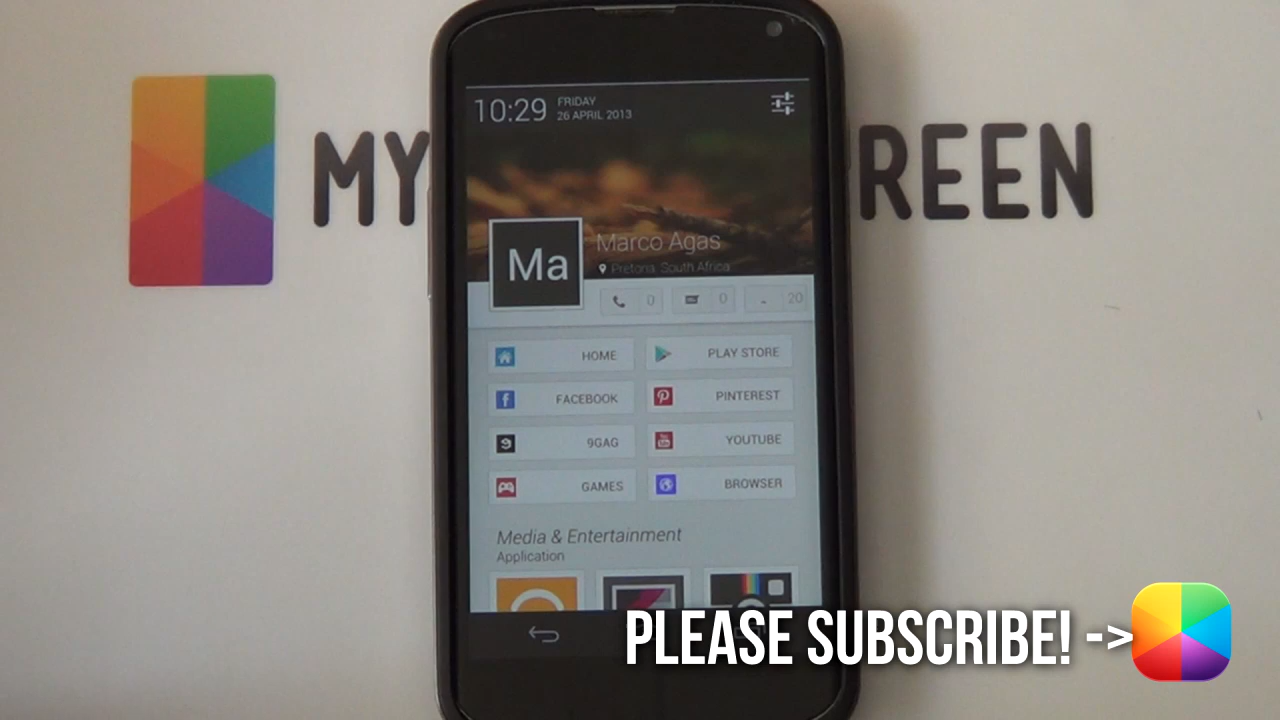 10:29
FRIDAY
26 APRIL 2013
MY
REEN
Ma
Marco Agas
Pretoria, South Africa
0
0
20
HOME
PLAY STORE
FACEBOOK
PINTEREST
9GAG
YOUTUBE
GAMES
BROWSER
Media & Entertainment
Application
PLEASE SUBSCRIBE! ->